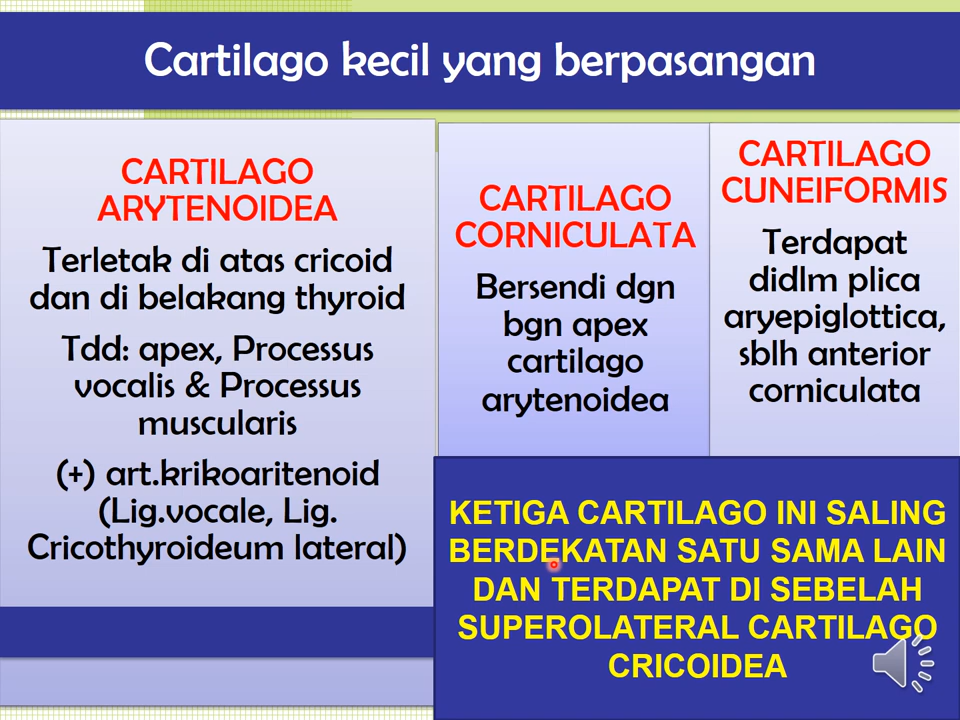 Cartilago kecil yang berpasangan
CARTILAGO
ARYTENOIDEA
Terletak di atas cricoid
dan di belakang thyroid
Tdd: apex, Processus
vocalis & Processus
muscularis
(+) art.krikoaritenoid
(Lig.vocale, Lig.
Cricothyroideum lateral)
CARTILAGO
CORNICULATA
Bersendi dgn
bgn apex
cartilago
arytenoidea
CARTILAGO
CUNEIFORMIS
Terdapat
didlm plica
aryepiglottica,
sblh anterior
corniculata
KETIGA CARTILAGO INI SALING
BERDEKATAN SATU SAMA LAIN
DAN TERDAPAT DI SEBELAH
SUPEROLATERAL CARTILAGO
CRICOIDEA